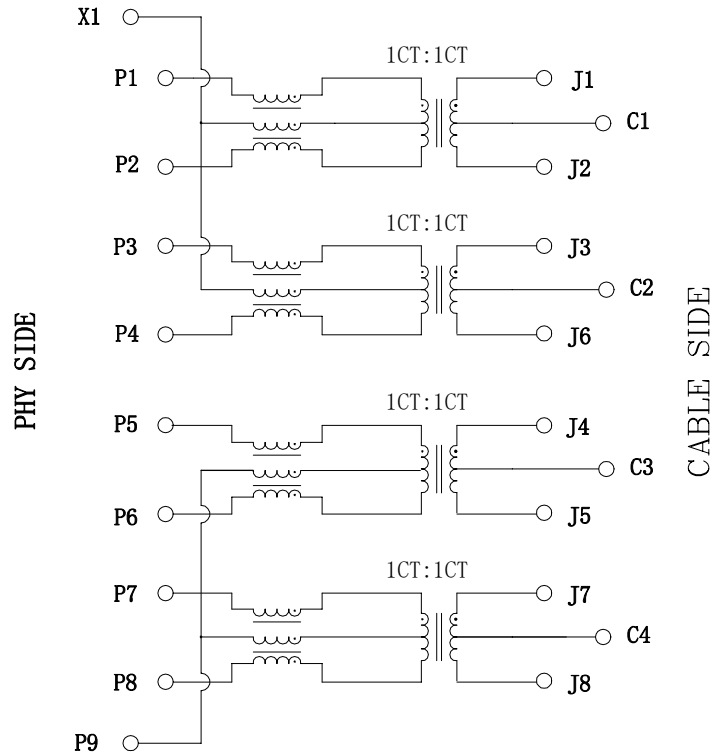 X1
1CT:1CT
P1
J1
C1
P2
J2
1CT:1CT
P3
J3
C2
P4
J6
PHY SIDE
CABLE SIDE
1CT:1CT
P5
J4
C3
P6
J5
1CT:1CT
P7
J7
C4
P8
J8
P9